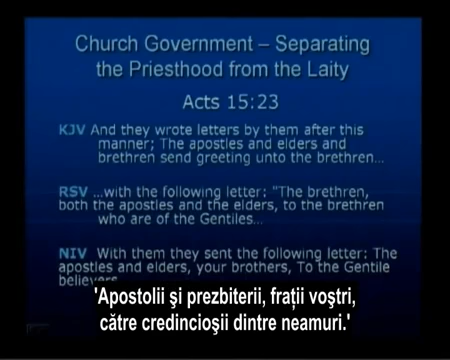 Church Government – Separating
the Priesthood from the Laity
Acts 15:23
KJV And they wrote letters by them after this
manner; The apostles and elders and
brethren send greeting unto the brethren...
RSV ...with the following letter: "The brethren,
both the apostles and the elders, to the brethren
who are of the Gentiles...
NIV With them they sent the following letter: The
apostles and elders, your brothers, To the Gentile
believers
'Apostolii şi prezbiterii, fraţii voştri,
către credincioşii dintre neamuri.'